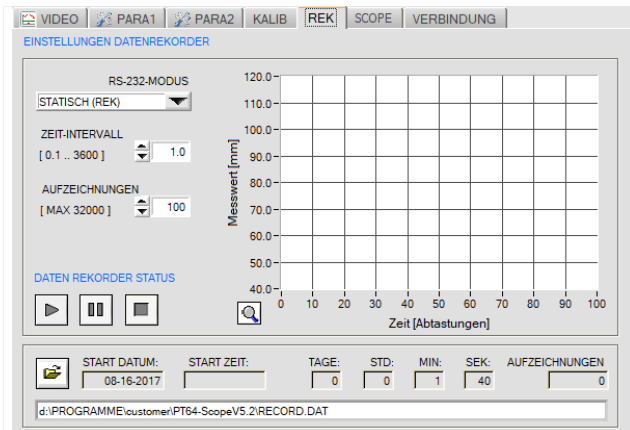 VIDEO PARA1 PARA2 KALIB REK SCOPE VERBINDUNG
EINSTELLUNGEN DATENREKORDER
RS-232-MODUS
STATISCH (REK)
ZEIT-INTERVALL
[ 0.1 .. 3600 ] 1.0
AUFZEICHNUNGEN
[ MAX 32000 ] 100
DATEN REKORDER STATUS
Messwert [mm]
120.0
110.0
100.0
90.0
80.0
70.0
60.0
50.0
40.0
0 10 20 30 40 50 60 70 80 90 100
Zeit [Abtastungen]
START DATUM: START ZEIT: TAGE: STD: MIN: SEK: AUFZEICHNUNGEN
08-16-2017 0 0 1 40 0
d:\PROGRAMME\customer\PT64-ScopeV5.2\RECORD.DAT